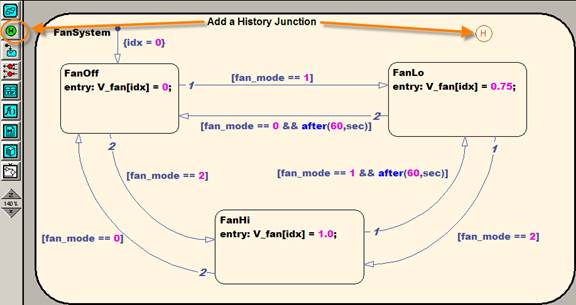 Add a History Junction
H
H
FanSystem
{idx = 0}
FanOff
entry: V_fan[idx] = 0;
1
[fan_mode == 1]
FanLo
entry: V_fan[idx] = 0.75;
2
[fan_mode == 0 && after(60,sec)]
2
1
[fan_mode == 2]
[fan_mode == 1 && after(60,sec)]
140%
FanHi
entry: V_fan[idx] = 1.0;
1
[fan_mode == 0]
[fan_mode == 2]
2